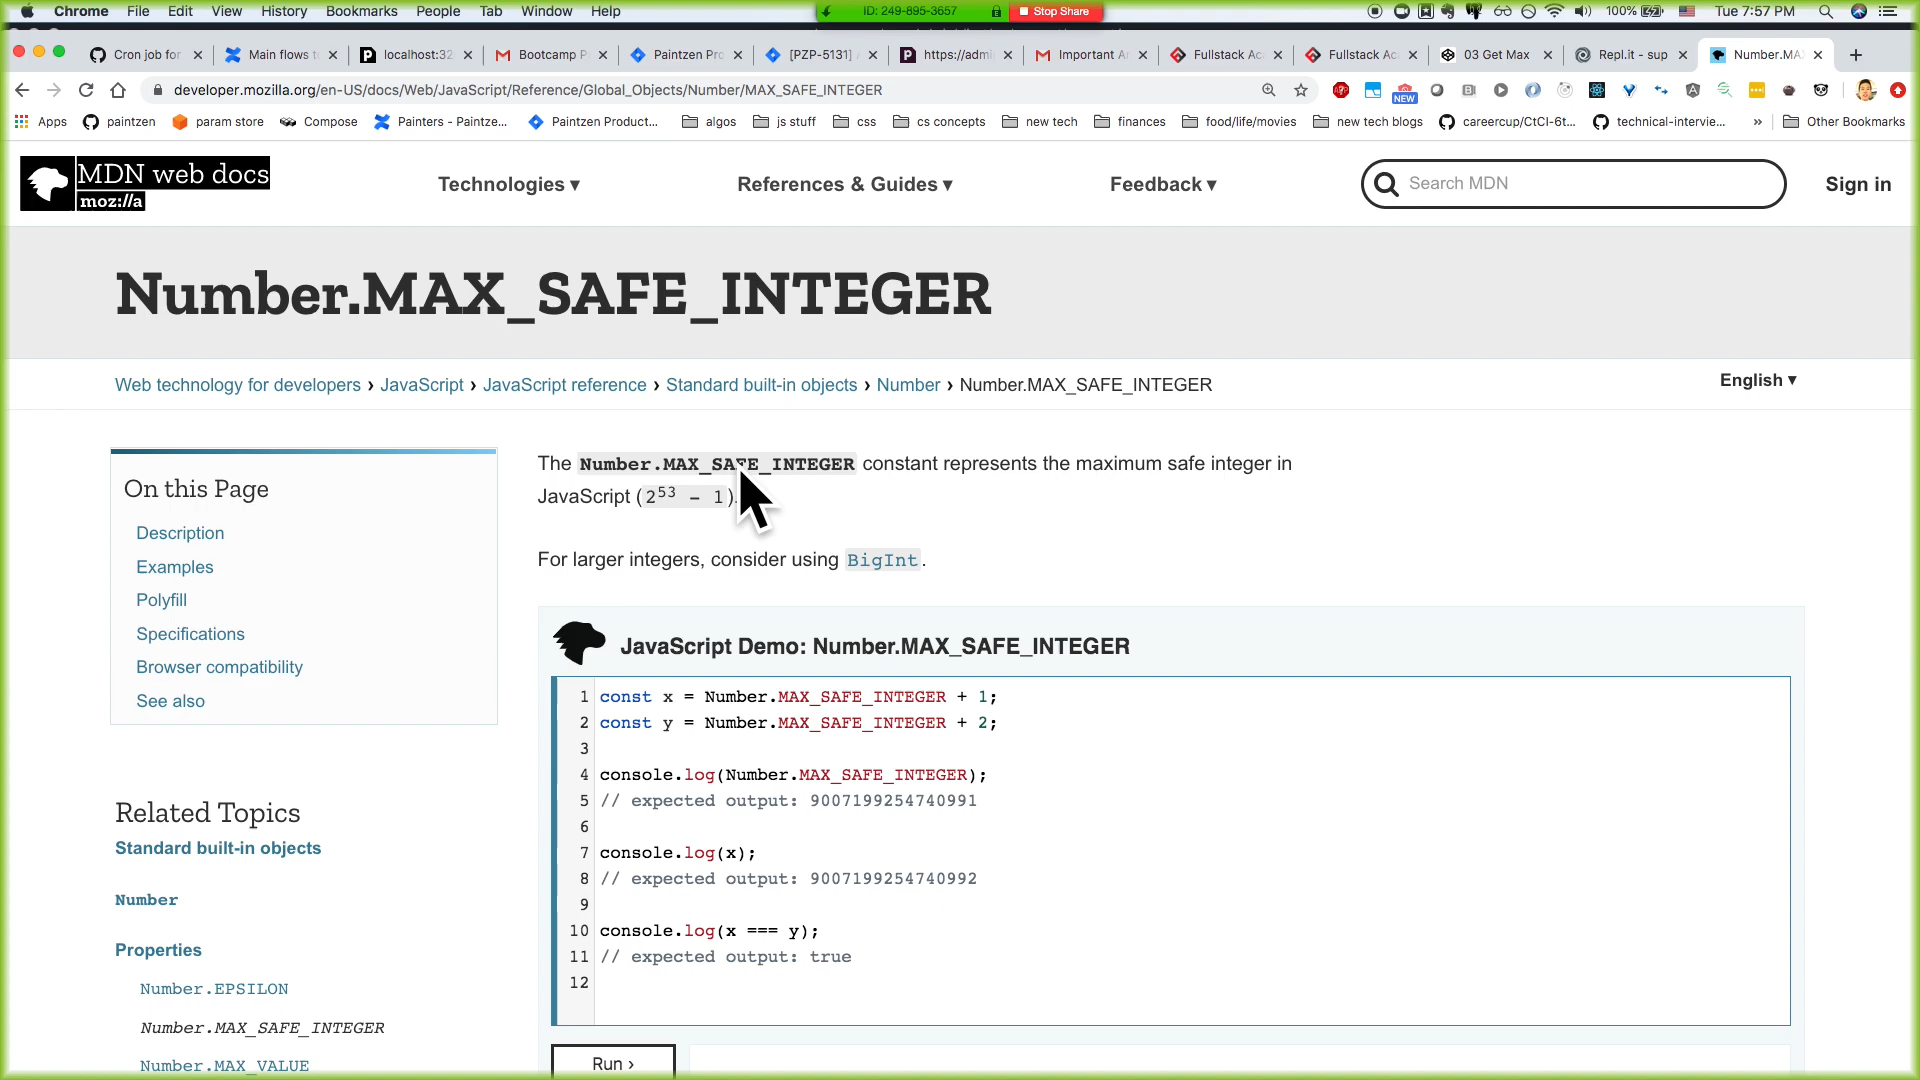 Chrome File Edit View History Bookmarks People Tab Window Help ID: 249-895-3657 Stop Share 100% Tue 7:57 PM
Cron job for Main flows localhost:32 Bootcamp P Paintzen Pro [PZP-5131] https://admi Important A Fullstack Ac Fullstack Ac 03 Get Max Repl.it - sup Number.MA
developer.mozilla.org/en-US/docs/Web/JavaScript/Reference/Global_Objects/Number/MAX_SAFE_INTEGER
NEW
Apps paintzen param store Compose Painters - Paintze... Paintzen Product... algos js stuff css cs concepts new tech finances food/life/movies new tech blogs careercup/CtCI-6t... technical-intervie... » Other Bookmarks
MDN web docs
moz://a
Technologies ▾ References & Guides ▾ Feedback ▾ Search MDN Sign in
Number.MAX_SAFE_INTEGER
Web technology for developers › JavaScript › JavaScript reference › Standard built-in objects › Number › Number.MAX_SAFE_INTEGER
English ▾
On this Page
Description
Examples
Polyfill
Specifications
Browser compatibility
See also
Related Topics
Standard built-in objects
Number
Properties
Number.EPSILON
Number.MAX_SAFE_INTEGER
Number.MAX_VALUE
The Number.MAX_SAFE_INTEGER constant represents the maximum safe integer in
JavaScript (2⁵³ - 1).
For larger integers, consider using BigInt.
JavaScript Demo: Number.MAX_SAFE_INTEGER
1 const x = Number.MAX_SAFE_INTEGER + 1;
2 const y = Number.MAX_SAFE_INTEGER + 2;
3
4 console.log(Number.MAX_SAFE_INTEGER);
5 // expected output: 9007199254740991
6
7 console.log(x);
8 // expected output: 9007199254740992
9
10 console.log(x === y);
11 // expected output: true
12
Run ›